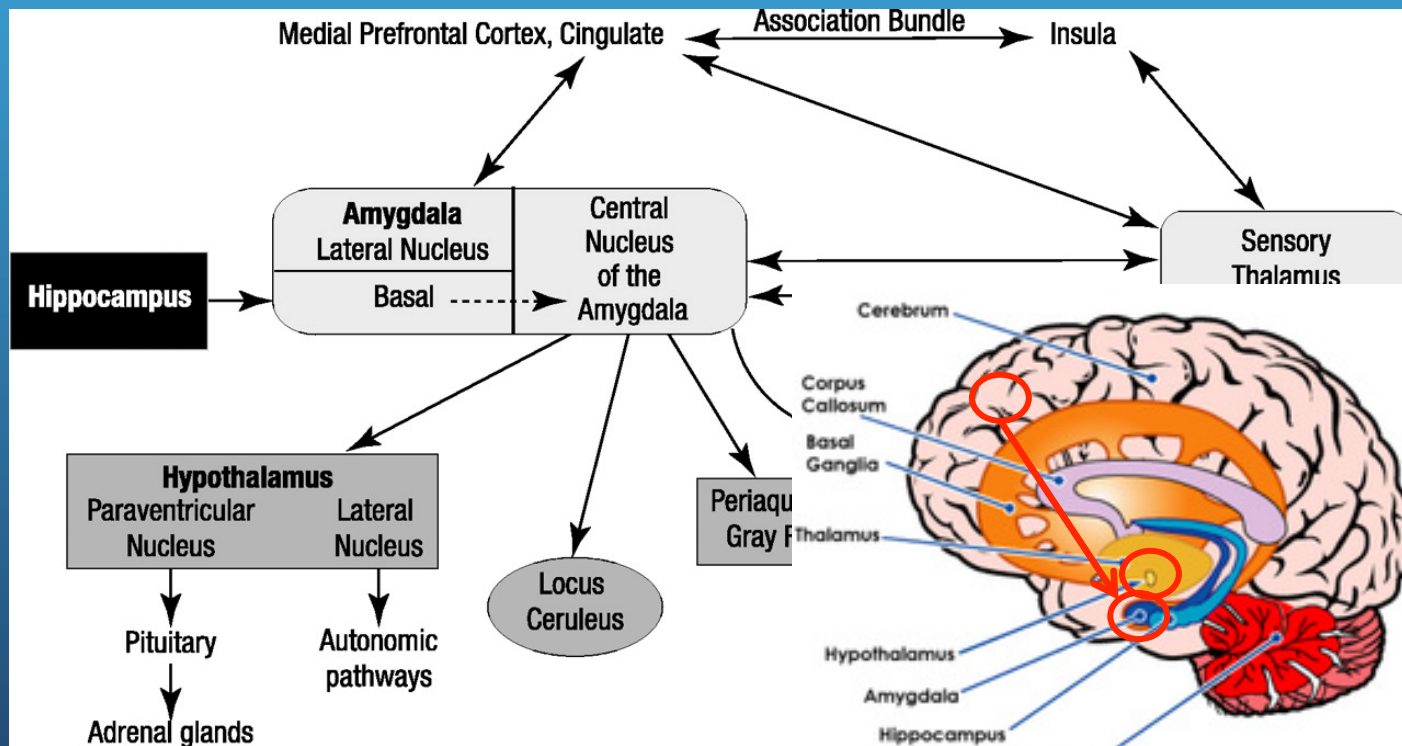 Medial Prefrontal Cortex, Cingulate
Association Bundle
Insula
Amygdala
Lateral Nucleus
Basal
Central
Nucleus
of the
Amygdala
Sensory
Thalamus
Hippocampus
Hypothalamus
Paraventricular
Nucleus
Lateral
Nucleus
Pituitary
Adrenal glands
Autonomic
pathways
Locus
Ceruleus
Periaqu
Gray
Cerebrum
Corpus
Callosum
Basal
Ganglia
Thalamus
Hypothalamus
Amygdala
Hippocampus